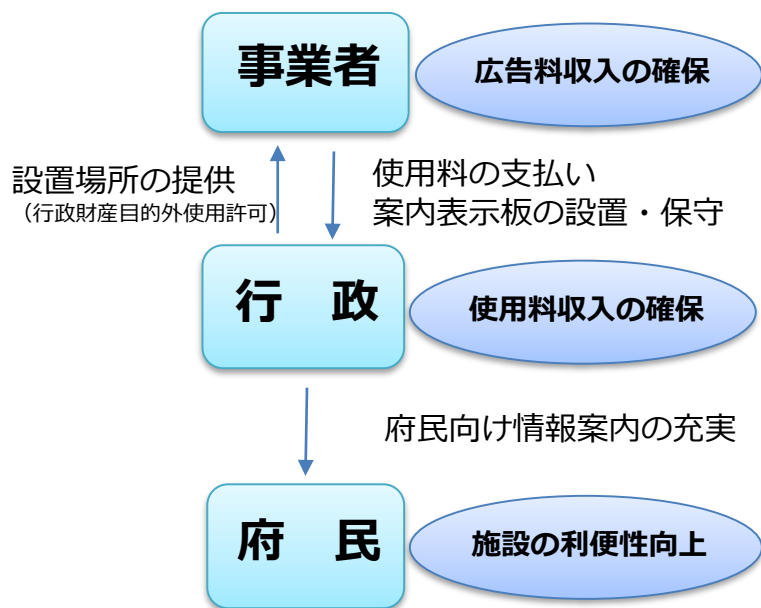 事業者
広告料収入の確保
設置場所の提供
（行政財産目的外使用許可）
使用料の支払い
案内表示板の設置・保守
行　政
使用料収入の確保
府民向け情報案内の充実
府　民
施設の利便性向上